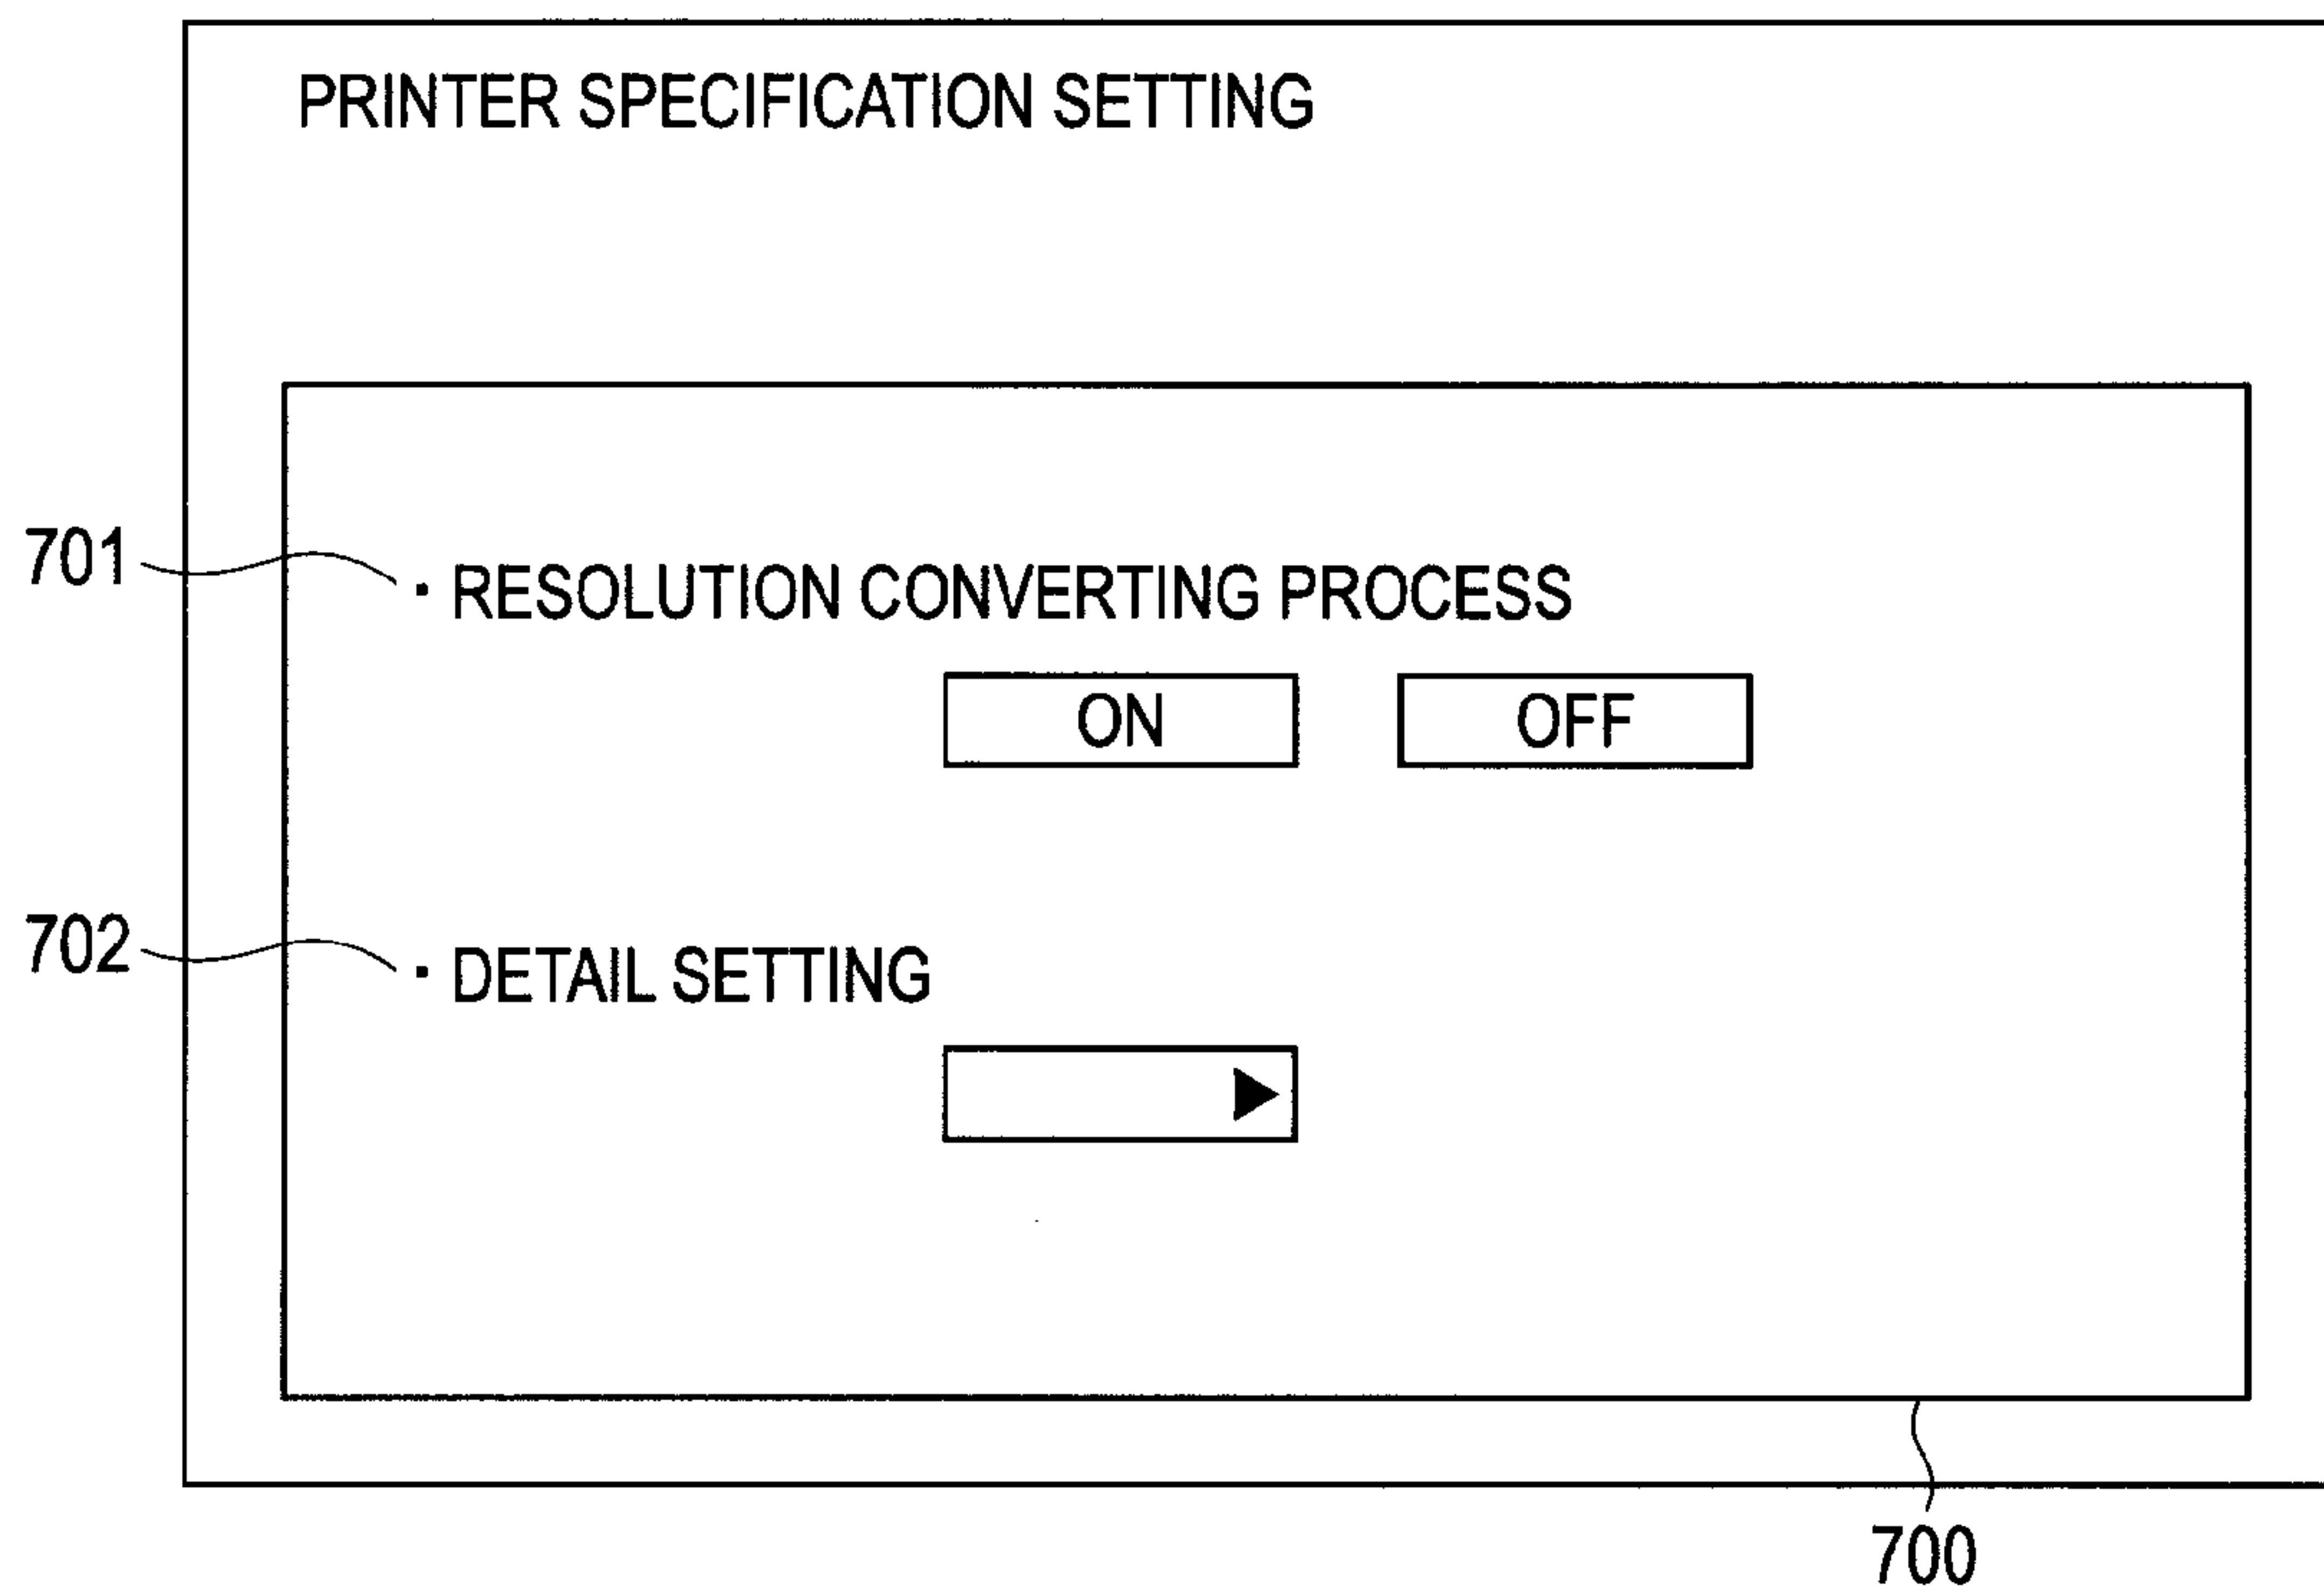 PRINTER SPECIFICATION SETTING
701
· RESOLUTION CONVERTING PROCESS
ON OFF
702
· DETAIL SETTING
700